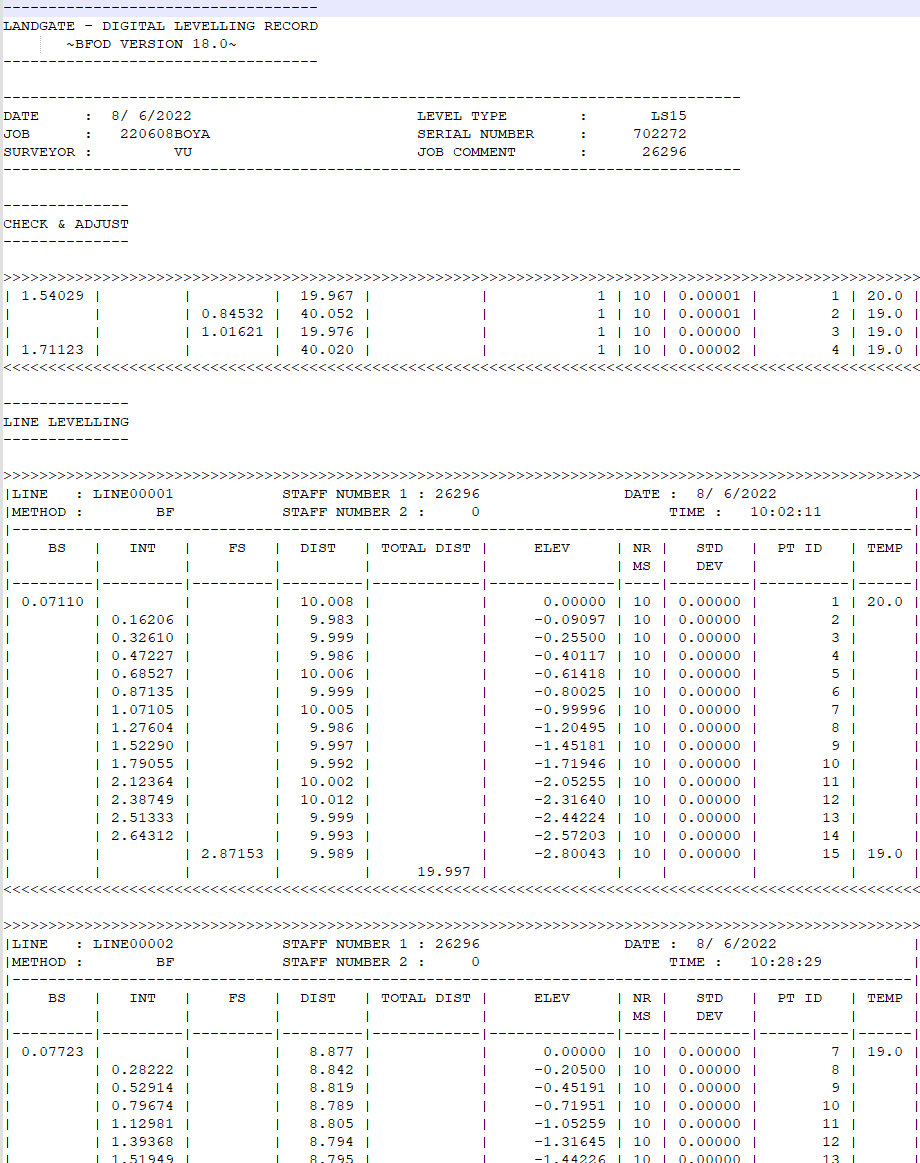 -----------------------------------
LANDGATE - DIGITAL LEVELLING RECORD
       ~BFOD VERSION 18.0~
-----------------------------------

----------------------------------------------------------------------------------
DATE     :  8/ 6/2022                         LEVEL TYPE        :       LS15
JOB      :   220608BOYA                       SERIAL NUMBER     :     702272
SURVEYOR :         VU                         JOB COMMENT       :      26296
----------------------------------------------------------------------------------

--------------
CHECK & ADJUST
--------------

>>>>>>>>>>>>>>>>>>>>>>>>>>>>>>>>>>>>>>>>>>>>>>>>>>>>>>>>>>>>>>>>>>>>>>>>>>>>>>>>>>>>>>>>>>>>>>>>>>>>>>
| 1.54029 |         |         |  19.967 |            |            1 | 10 | 0.00001 |        1 | 20.0 |
|         |         | 0.84532 |  40.052 |            |            1 | 10 | 0.00001 |        2 | 19.0 |
|         |         | 1.01621 |  19.976 |            |            1 | 10 | 0.00000 |        3 | 19.0 |
| 1.71123 |         |         |  40.020 |            |            1 | 10 | 0.00002 |        4 | 19.0 |
<<<<<<<<<<<<<<<<<<<<<<<<<<<<<<<<<<<<<<<<<<<<<<<<<<<<<<<<<<<<<<<<<<<<<<<<<<<<<<<<<<<<<<<<<<<<<<<<<<<<<<

--------------
LINE LEVELLING
--------------

>>>>>>>>>>>>>>>>>>>>>>>>>>>>>>>>>>>>>>>>>>>>>>>>>>>>>>>>>>>>>>>>>>>>>>>>>>>>>>>>>>>>>>>>>>>>>>>>>>>>>>
|LINE   : LINE00001            STAFF NUMBER 1 : 26296                DATE :  8/ 6/2022               |
|METHOD :        BF            STAFF NUMBER 2 :     0                     TIME :   10:02:11          |
|----------------------------------------------------------------------------------------------------|
|    BS   |   INT   |    FS   |  DIST   | TOTAL DIST |     ELEV     | NR |   STD   |  PT ID   | TEMP |
|         |         |         |         |            |              | MS |   DEV   |          |      |
|---------|---------|---------|---------|------------|--------------|----|---------|----------|------|
| 0.07110 |         |         |  10.008 |            |      0.00000 | 10 | 0.00000 |        1 | 20.0 |
|         | 0.16206 |         |   9.983 |            |     -0.09097 | 10 | 0.00000 |        2 |      |
|         | 0.32610 |         |   9.999 |            |     -0.25500 | 10 | 0.00000 |        3 |      |
|         | 0.47227 |         |   9.986 |            |     -0.40117 | 10 | 0.00000 |        4 |      |
|         | 0.68527 |         |  10.006 |            |     -0.61418 | 10 | 0.00000 |        5 |      |
|         | 0.87135 |         |   9.999 |            |     -0.80025 | 10 | 0.00000 |        6 |      |
|         | 1.07105 |         |  10.005 |            |     -0.99996 | 10 | 0.00000 |        7 |      |
|         | 1.27604 |         |   9.986 |            |     -1.20495 | 10 | 0.00000 |        8 |      |
|         | 1.52290 |         |   9.997 |            |     -1.45181 | 10 | 0.00000 |        9 |      |
|         | 1.79055 |         |   9.992 |            |     -1.71946 | 10 | 0.00000 |       10 |      |
|         | 2.12364 |         |  10.002 |            |     -2.05255 | 10 | 0.00000 |       11 |      |
|         | 2.38749 |         |  10.012 |            |     -2.31640 | 10 | 0.00000 |       12 |      |
|         | 2.51333 |         |   9.999 |            |     -2.44224 | 10 | 0.00000 |       13 |      |
|         | 2.64312 |         |   9.993 |            |     -2.57203 | 10 | 0.00000 |       14 |      |
|         |         | 2.87153 |   9.989 |            |     -2.80043 | 10 | 0.00000 |       15 | 19.0 |
|         |         |         |         |     19.997 |              |    |         |          |      |
<<<<<<<<<<<<<<<<<<<<<<<<<<<<<<<<<<<<<<<<<<<<<<<<<<<<<<<<<<<<<<<<<<<<<<<<<<<<<<<<<<<<<<<<<<<<<<<<<<<<<<

>>>>>>>>>>>>>>>>>>>>>>>>>>>>>>>>>>>>>>>>>>>>>>>>>>>>>>>>>>>>>>>>>>>>>>>>>>>>>>>>>>>>>>>>>>>>>>>>>>>>>>
|LINE   : LINE00002            STAFF NUMBER 1 : 26296                DATE :  8/ 6/2022               |
|METHOD :        BF            STAFF NUMBER 2 :     0                     TIME :   10:28:29          |
|----------------------------------------------------------------------------------------------------|
|    BS   |   INT   |    FS   |  DIST   | TOTAL DIST |     ELEV     | NR |   STD   |  PT ID   | TEMP |
|         |         |         |         |            |              | MS |   DEV   |          |      |
|---------|---------|---------|---------|------------|--------------|----|---------|----------|------|
| 0.07723 |         |         |   8.877 |            |      0.00000 | 10 | 0.00000 |        7 | 19.0 |
|         | 0.28222 |         |   8.842 |            |     -0.20500 | 10 | 0.00000 |        8 |      |
|         | 0.52914 |         |   8.819 |            |     -0.45191 | 10 | 0.00000 |        9 |      |
|         | 0.79674 |         |   8.789 |            |     -0.71951 | 10 | 0.00000 |       10 |      |
|         | 1.12981 |         |   8.805 |            |     -1.05259 | 10 | 0.00000 |       11 |      |
|         | 1.39368 |         |   8.794 |            |     -1.31645 | 10 | 0.00000 |       12 |      |
|         | 1.51949 |         |   8.795 |            |     -1.44226 | 10 | 0.00000 |       13 |      |